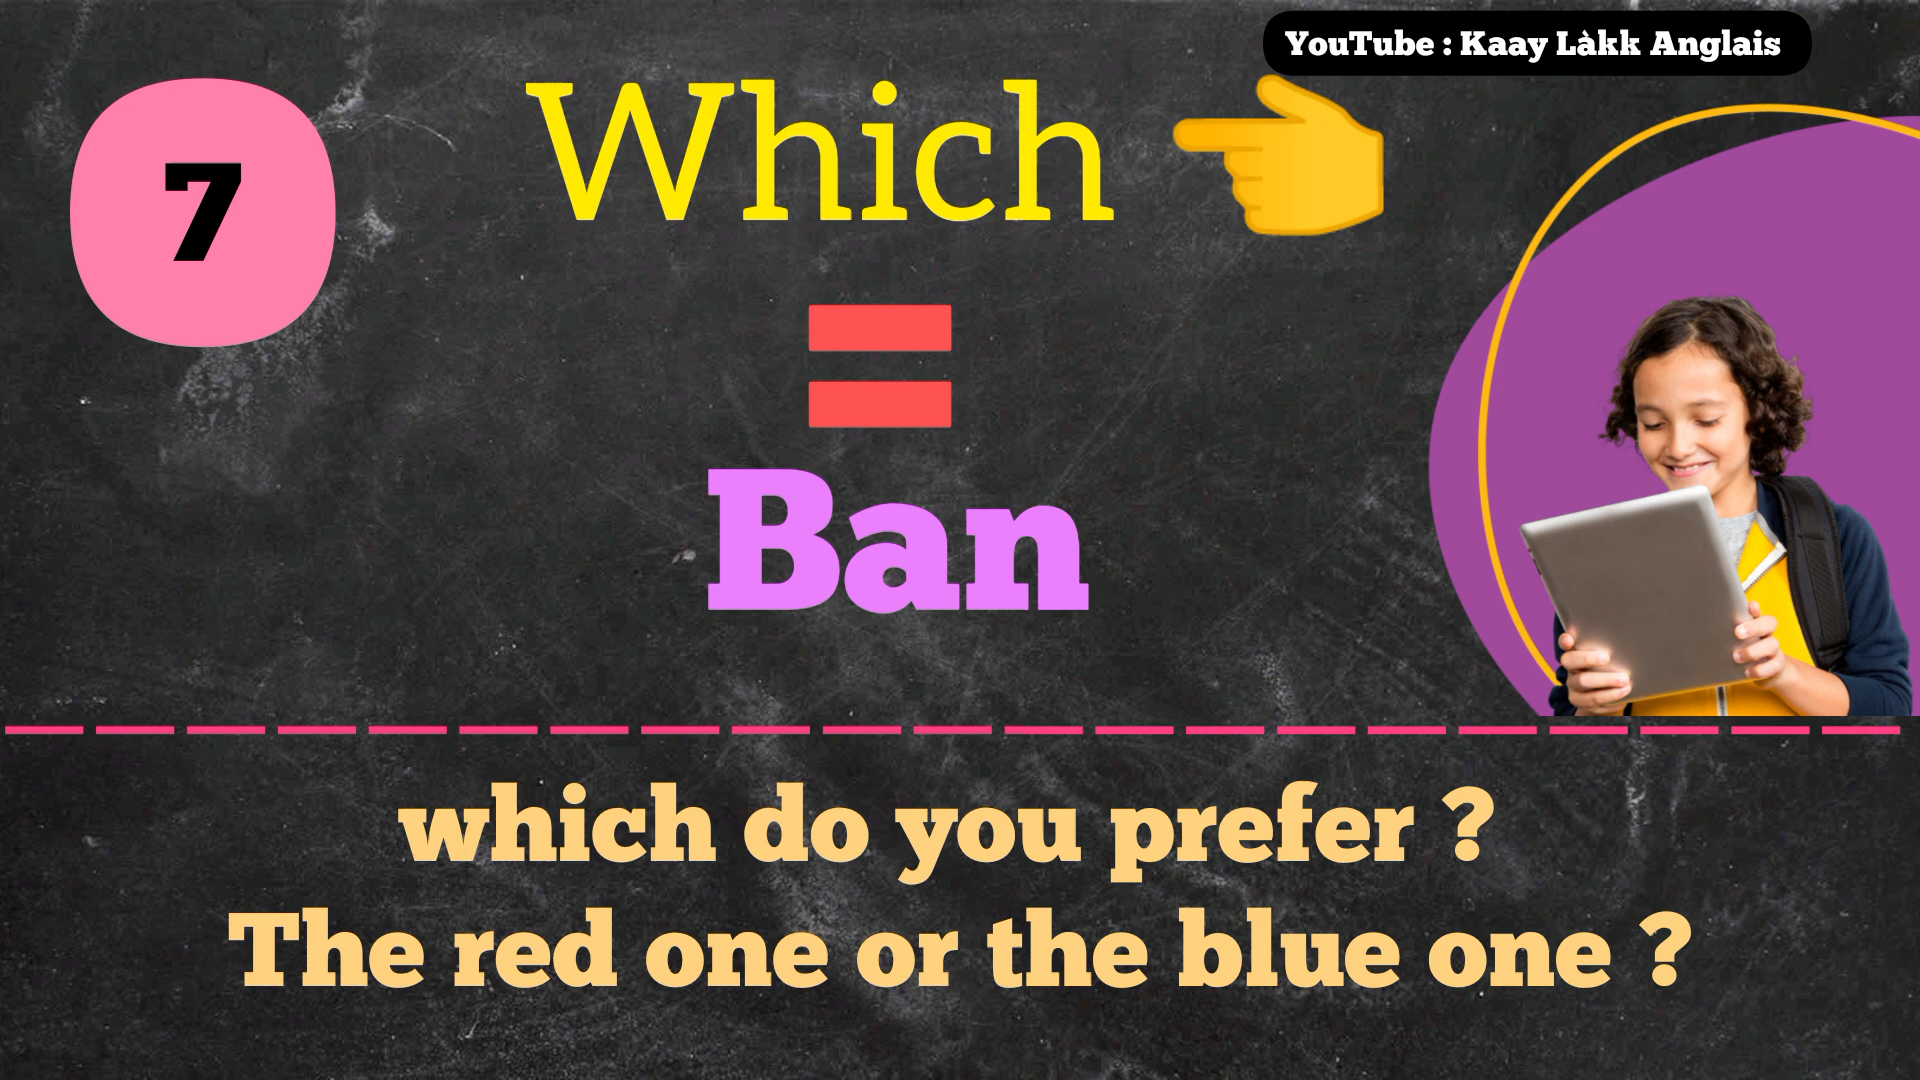 YouTube : Kaay Làkk Anglais
7
Which
=
Ban
which do you prefer ?
The red one or the blue one ?